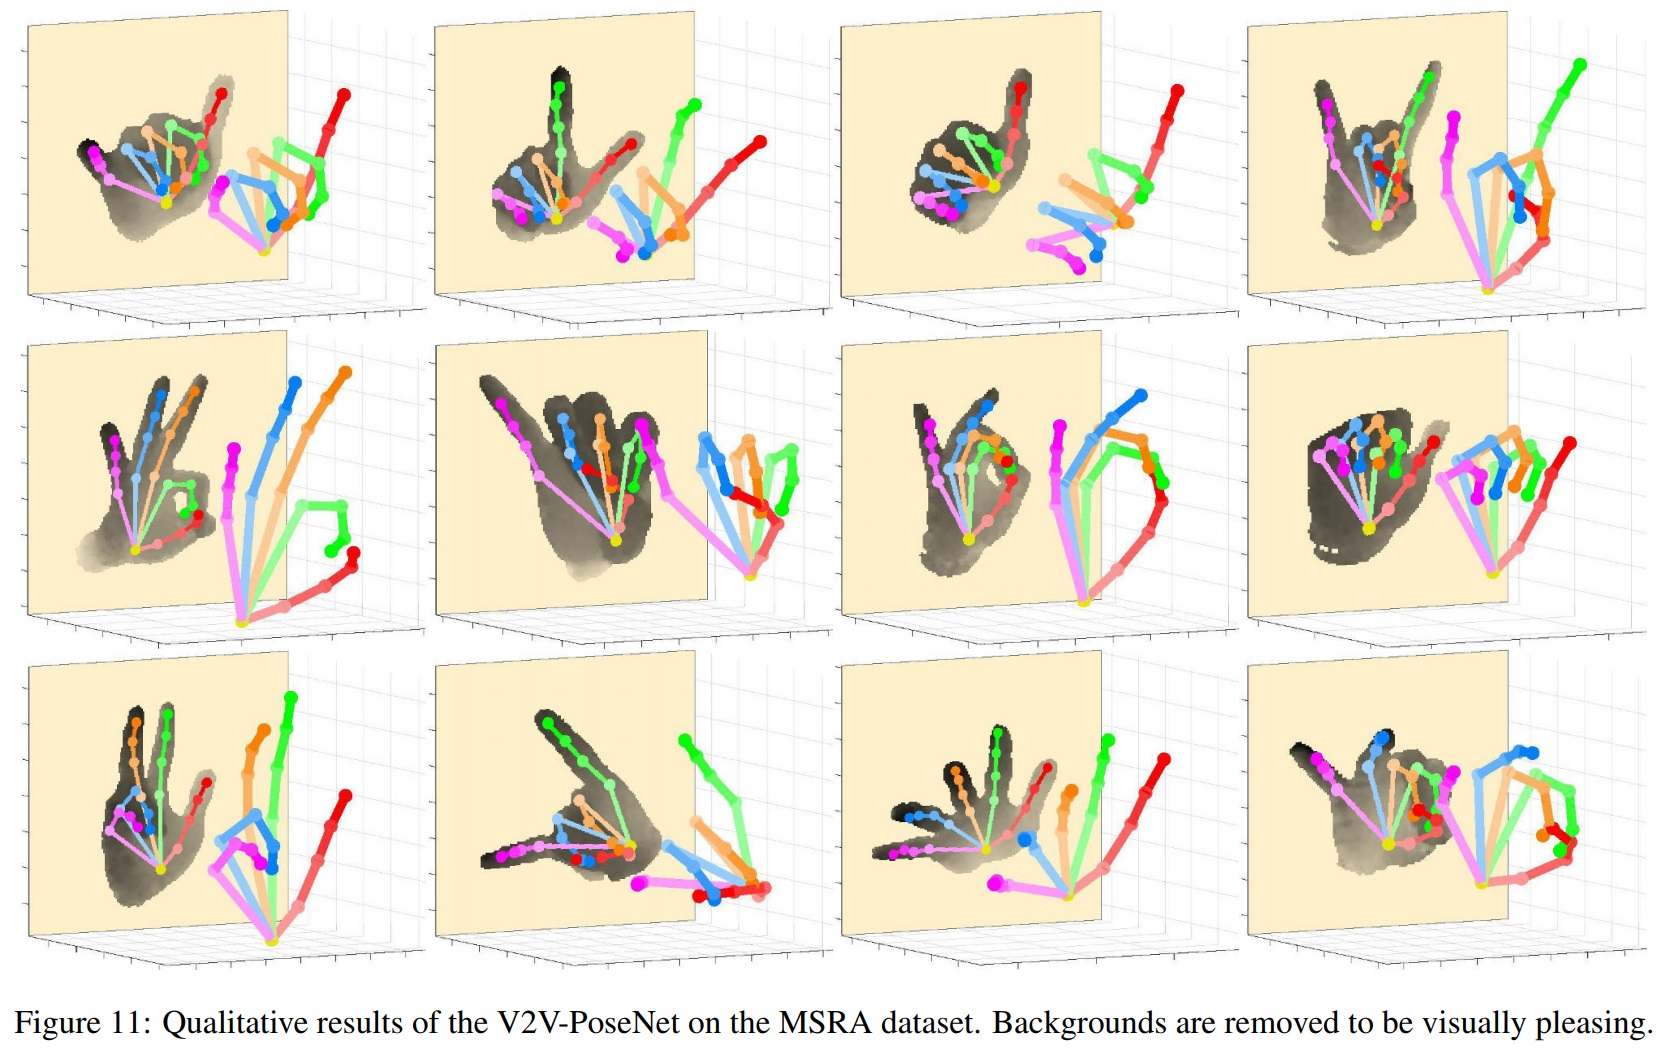 Figure 11: Qualitative results of the V2V-PoseNet on the MSRA dataset. Backgrounds are removed to be visually pleasing.